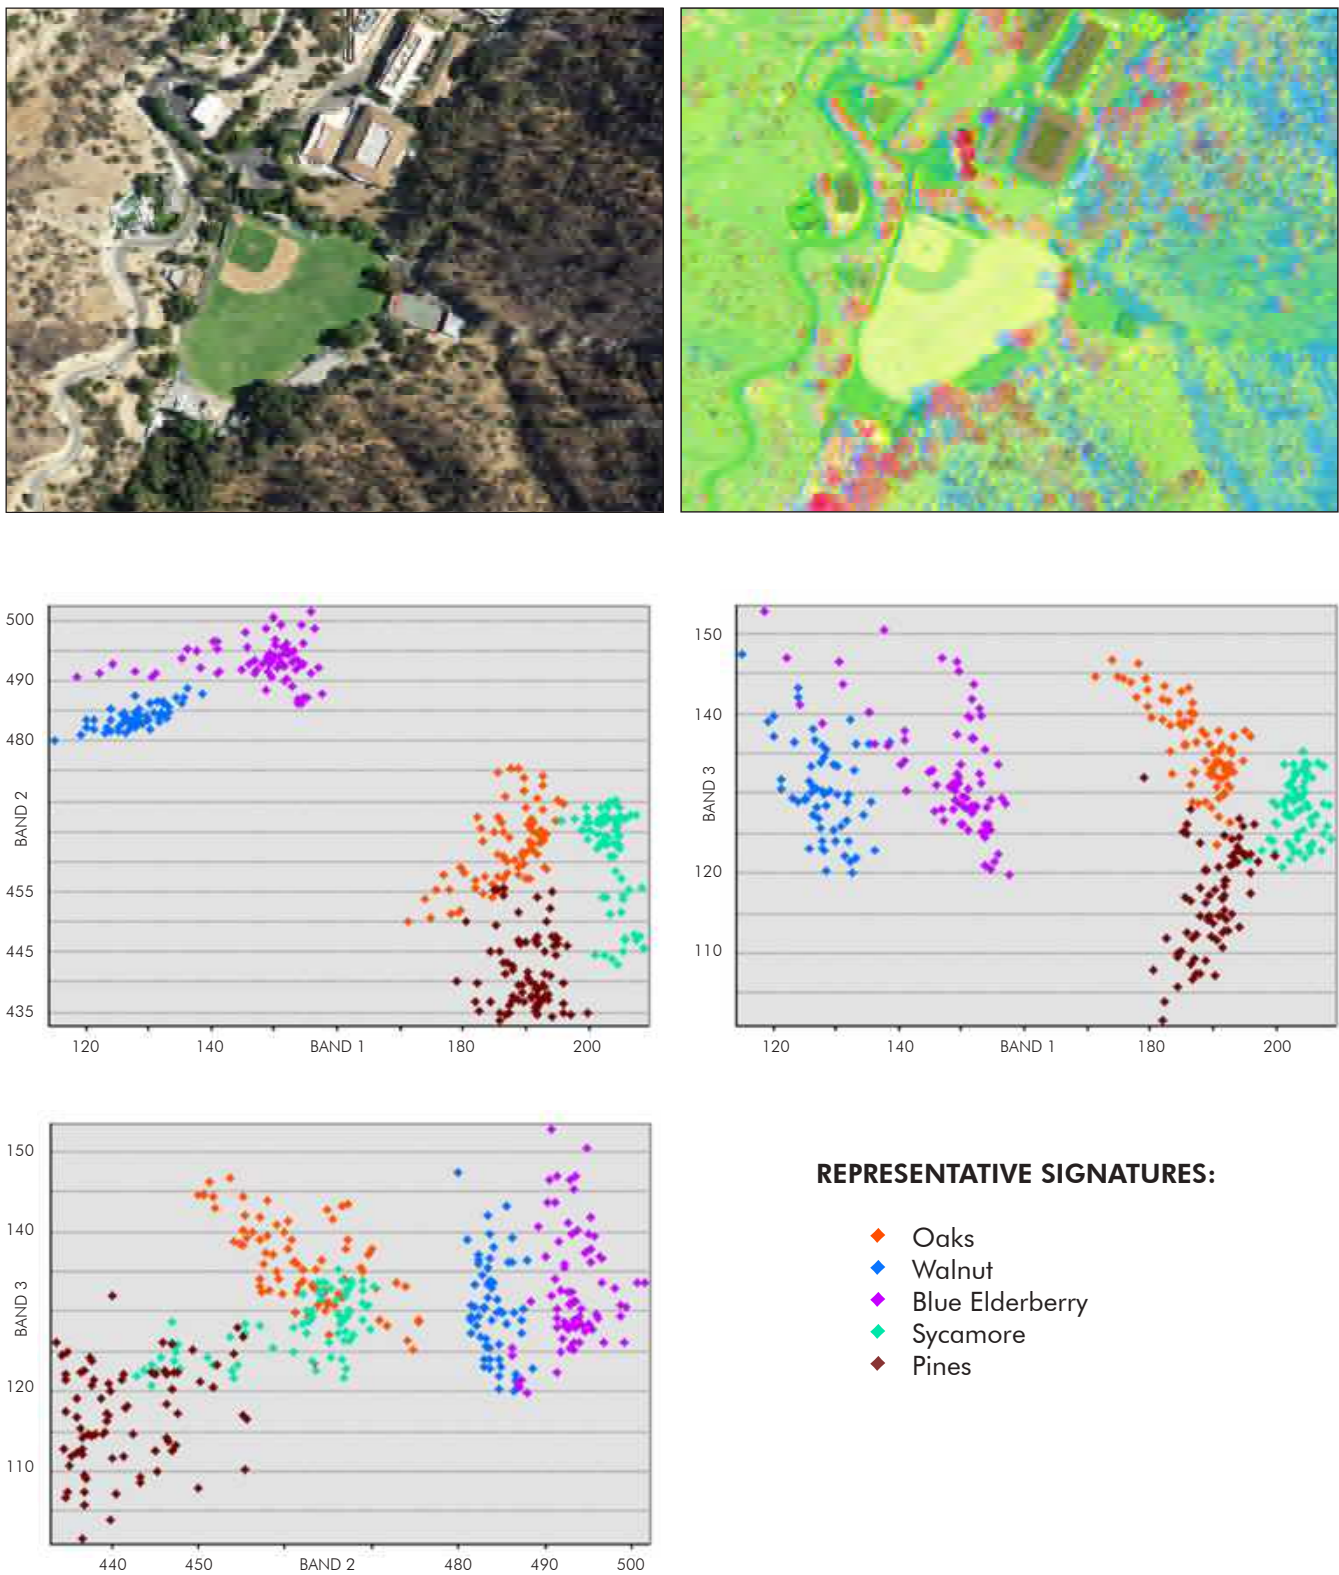 500
490
480
BAND 2
455
445
435
120 140 BAND 1 180 200
150
140
BAND 3
120
110
120 140 BAND 1 180 200
150
140
BAND 3
120
110
440 450 BAND 2 480 490 500
REPRESENTATIVE SIGNATURES:
Oaks
Walnut
Blue Elderberry
Sycamore
Pines